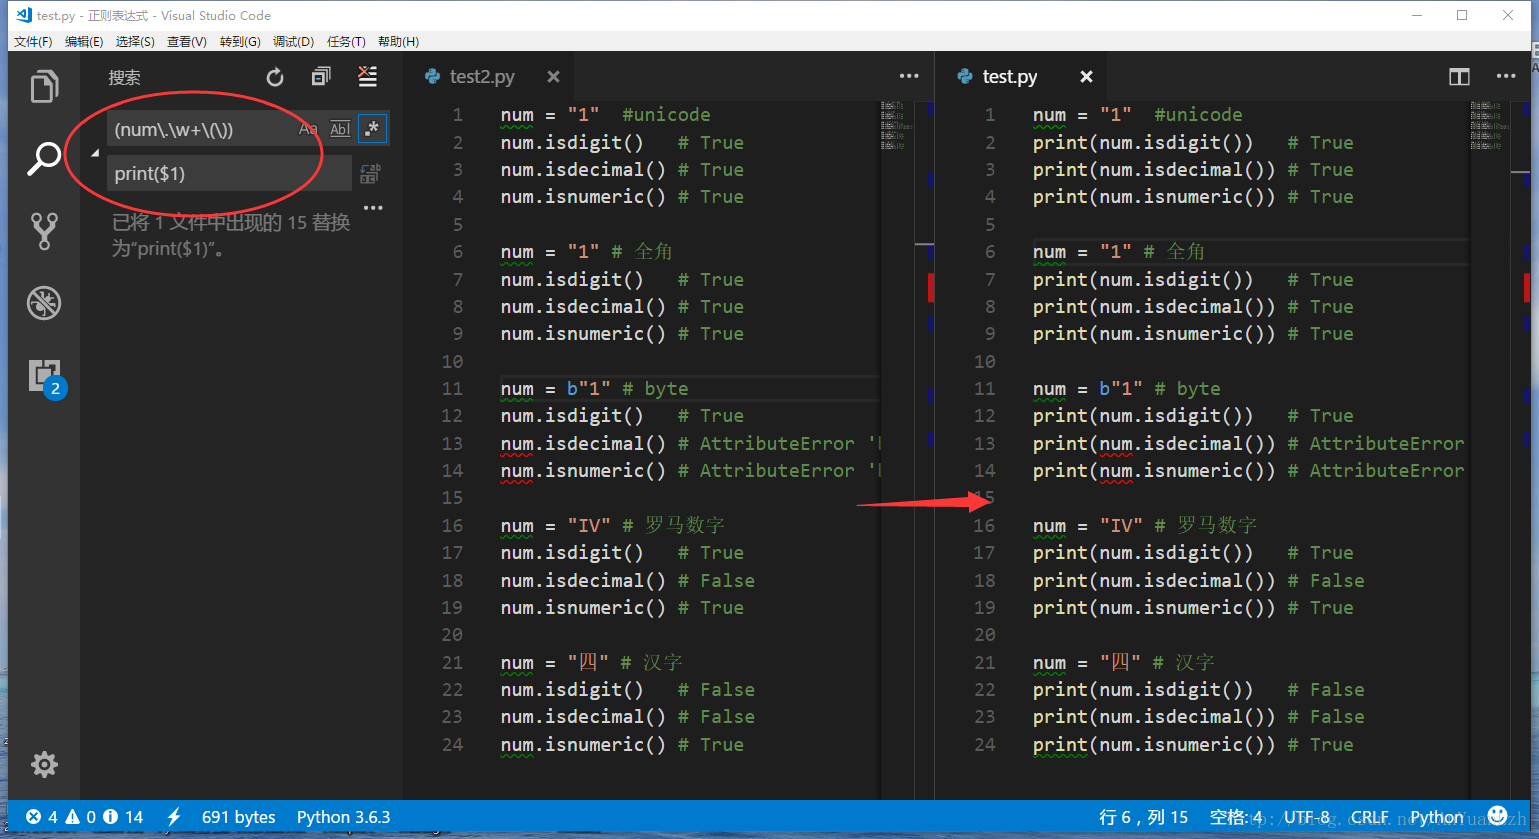 test.py - 正则表达式 - Visual Studio Code
文件(F) 编辑(E) 选择(S) 查看(V) 转到(G) 调试(D) 任务(T) 帮助(H)
搜索
(num\.\w+\(\))
Aa Abl .*
print($1)
已将 1 文件中出现的 15 替换
为“print($1)”。
2
test2.py
1 num = "1"  #unicode
2 num.isdigit()   # True
3 num.isdecimal() # True
4 num.isnumeric() # True
5
6 num = "1" # 全角
7 num.isdigit()   # True
8 num.isdecimal() # True
9 num.isnumeric() # True
10
11 num = b"1" # byte
12 num.isdigit()   # True
13 num.isdecimal() # AttributeError '
14 num.isnumeric() # AttributeError '
15
16 num = "IV" # 罗马数字
17 num.isdigit()   # True
18 num.isdecimal() # False
19 num.isnumeric() # True
20
21 num = "四" # 汉字
22 num.isdigit()   # False
23 num.isdecimal() # False
24 num.isnumeric() # True
test.py
1 num = "1"  #unicode
2 print(num.isdigit())   # True
3 print(num.isdecimal()) # True
4 print(num.isnumeric()) # True
5
6 num = "1" # 全角
7 print(num.isdigit())   # True
8 print(num.isdecimal()) # True
9 print(num.isnumeric()) # True
10
11 num = b"1" # byte
12 print(num.isdigit())   # True
13 print(num.isdecimal()) # AttributeError
14 print(num.isnumeric()) # AttributeError
15
16 num = "IV" # 罗马数字
17 print(num.isdigit())   # True
18 print(num.isdecimal()) # False
19 print(num.isnumeric()) # True
20
21 num = "四" # 汉字
22 print(num.isdigit())   # False
23 print(num.isdecimal()) # False
24 print(num.isnumeric()) # True
4 0 14 691 bytes Python 3.6.3 行 6，列 15 空格: 4 UTF-8 CRLF Python